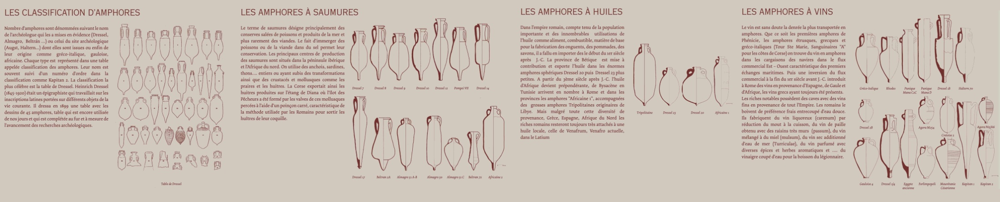 LES CLASSIFICATION D'AMPHORES
Nombre d'amphores sont dénommées suivant le nom
de l'archéologue qui les a mises en évidence (Dressel,
Almagro, Beltrán ...) ou celui du site archéologique
(Augst, Haltern...) dont elles sont issues ou enfin de
leur origine comme gréco-italique, gauloise,
africaine. Chaque type est représenté dans une table
appelée classification des amphores. Leur nom est
souvent suivi d'un numéro d'ordre dans la
classification comme Kapitan 2. La classification la
plus célèbre est la table de Dressel. Heinrich Dressel
(1845-1920) était un épigraphiste qui travaillait sur les
inscriptions latines portées sur différents objets de la
vie courante. Il dressa en 1899 une table avec les
dessins de 45 amphores, table qui est encore utilisée
de nos jours et qui est complétée au fur et à mesure de
l'avancement des recherches archéologiques.
Table de Dressel
LES AMPHORES À SAUMURES
Le terme de saumures désigne principalement des
conserves salées de poissons et produits de la mer et
plus rarement des viandes. Le fait d'immerger des
poissons ou de la viande dans du sel permet leur
conservation. Les principaux centres de production
des saumures sont situés dans la péninsule ibérique
et l'Afrique du nord. On utilise des anchois, sardines,
thons.... entiers ou ayant subis des transformations
ainsi que des crustacés et mollusques comme les
praires et les huitres. La Corse exportait ainsi les
huitres produites sur l'étang de Diana où l'îlot des
Pêcheurs a été formé par les valves de ces mollusques
percées à l'aide d'un poinçon carré, caractéristique de
la méthode utilisée par les Romains pour sortir les
huîtres de leur coquille.
Dressel 7 Dressel 8 Dressel 9 Dressel 10 Dressel 12 Pompei VII Dressel 14
Dressel 17 Beltran 2A Almagro 51 A-B Almagro 50 Almagro 51 C Beltran 72 Africaine 2
LES AMPHORES À HUILES
Dans l'empire romain, compte tenu de la population
importante et des innombrables utilisations de
l'huile comme aliment, combustible, matière de base
pour la fabrication des onguents, des pommades, des
savons, il a fallu en importer des le début du 1er siècle
après J.-C. La province de Bétique est mise à
contribution et exporte l'huile dans les énormes
amphores sphériques Dressel 20 puis Dressel 23 plus
petites. A partir du 3ème siècle après J.-C. l'huile
d'Afrique devient prépondérante, de Bysacène en
Tunisie arrivent en nombre à Rome et dans les
provinces les amphores "Africaine 1", accompagnées
des grosses amphores Tripolitaines originaires de
Libye. Mais malgré toute cette diversité de
provenance, Grèce, Espagne, Afrique du Nord les
riches romains resteront toujours très attachés à une
huile locale, celle de Venafrum, Venafro actuelle,
dans le Latium
Tripolitaine Dressel 23 Dressel 20 Africaine 1
LES AMPHORES À VINS
Le vin est sans doute la denrée la plus transportée en
amphores. Que ce soit les premières amphores de
Phénicie, les amphores étrusques, grecques et
gréco-italiques (Tour Ste Marie, Sanguinaires "A"
pour les côtes de Corse) on trouve du vin en amphores
dans les cargaisons des navires dans le flux
commercial Est – Ouest caractéristique des premiers
échanges maritimes. Puis une inversion du flux
commercial à la fin du 1er siècle avant J.-C. introduit
à Rome des vins en provenance d'Espagne, de Gaule et
d'Afrique, les vins grecs ayant toujours été présents.
Les riches notables possèdent des caves avec des vins
fins en provenance de tout l'Empire. Les romains le
boivent de préférence frais entrecoupé d'eau douce.
Ils fabriquent du vin liquoreux (carenum) par
réduction du mout à la cuisson, du vin de paille
obtenu avec des raisins très murs (passum), du vin
mélangé à du miel (mulsum), du vin sec additionné
d'eau de mer (Turriculae), du vin parfumé avec
diverses épices et herbes aromatiques et .... du
vinaigre coupé d'eau pour la boisson du légionnaire.
Gréco-italique Rhodes Punique Mana C2C Punique Mana D Dressel 1B Haltern 70
Dressel 2B Agora M254 Cretoise 2 Agora F65/66
Gauloise 4 Dressel 2/4 Egypte ancienne Forlimpopoli Maurétanie Césarienne Kapitan 1 Kapitan 2